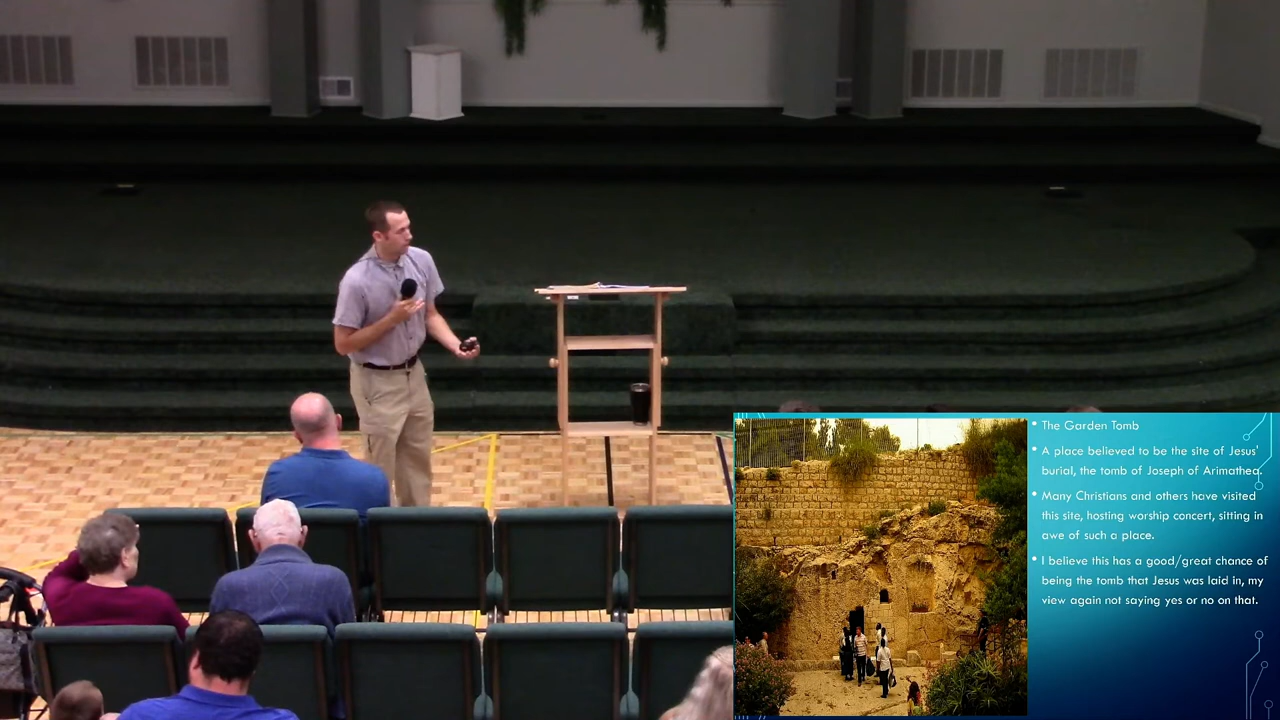 The Garden Tomb
A place believed to be the site of Jesus'
burial, the tomb of Joseph of Arimathea.
Many Christians and others have visited
this site, hosting worship concert, sitting in
awe of such a place.
I believe this has a good/great chance of
being the tomb that Jesus was laid in, my
view again not saying yes or no on that.